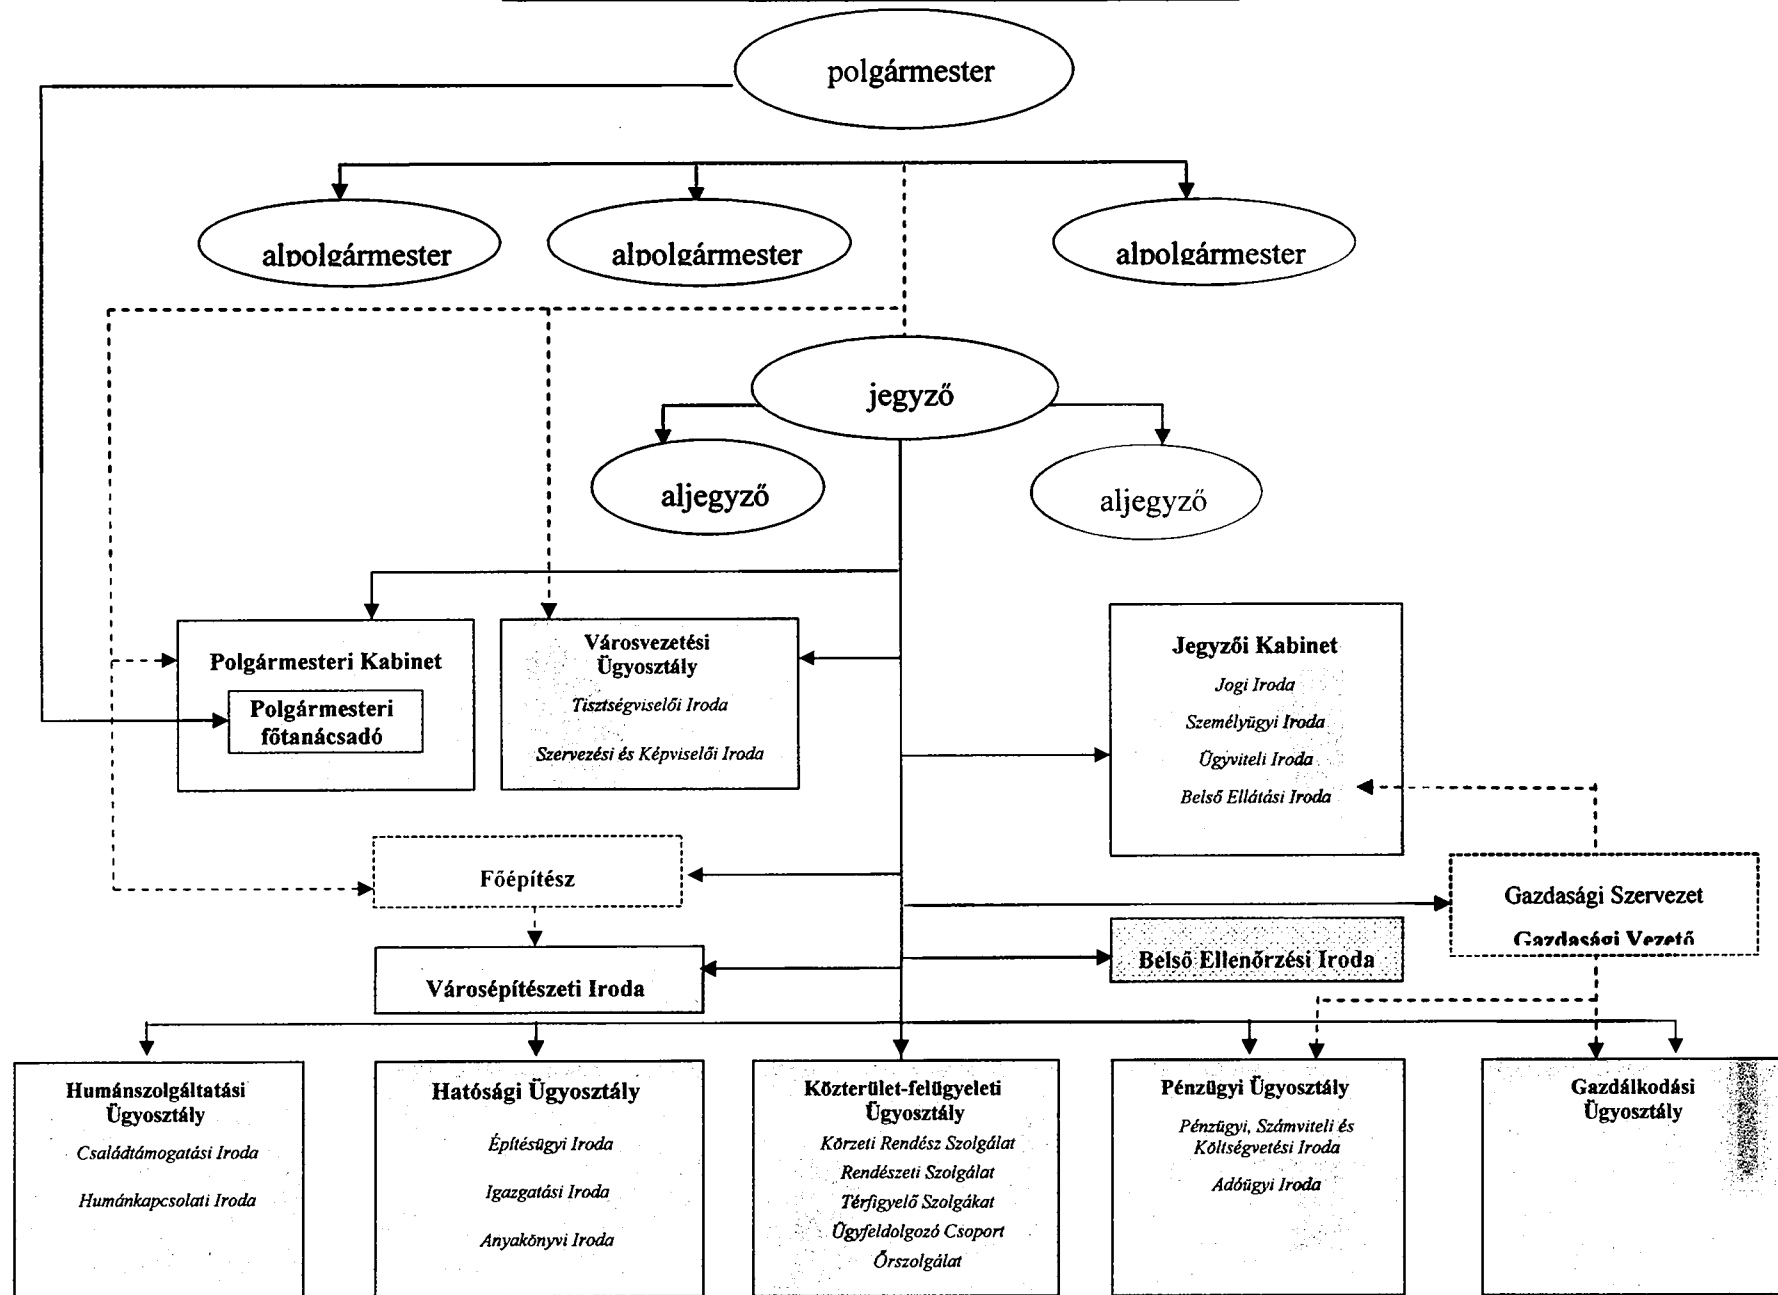 polgármester
alpolgármester
alpolgármester
alpolgármester
jegyző
aljegyző
aljegyző
Polgármesteri Kabinet
Polgármesteri
főtanácsadó
Városvezetési
Ügyosztály
Tisztségviselői Iroda
Szervezési és Képviselői Iroda
Jegyzői Kabinet
Jogi Iroda
Személyügyi Iroda
Ügyviteli Iroda
Belső Ellátási Iroda
Főépítész
Gazdasági Szervezet
Gazdasági Vezető
Belső Ellenőrzési Iroda
Városépítészeti Iroda
Humánszolgáltatási
Ügyosztály
Családtámogatási Iroda
Humánkapcsolati Iroda
Hatósági Ügyosztály
Építésügyi Iroda
Igazgatási Iroda
Anyakönyvi Iroda
Közterület-felügyeleti
Ügyosztály
Körzeti Rendész Szolgálat
Rendészeti Szolgálat
Térfigyelő Szolgákat
Ügyfeldolgozó Csoport
Őrszolgálat
Pénzügyi Ügyosztály
Pénzügyi, Számviteli és
Költségvetési Iroda
Adóügyi Iroda
Gazdálkodási
Ügyosztály